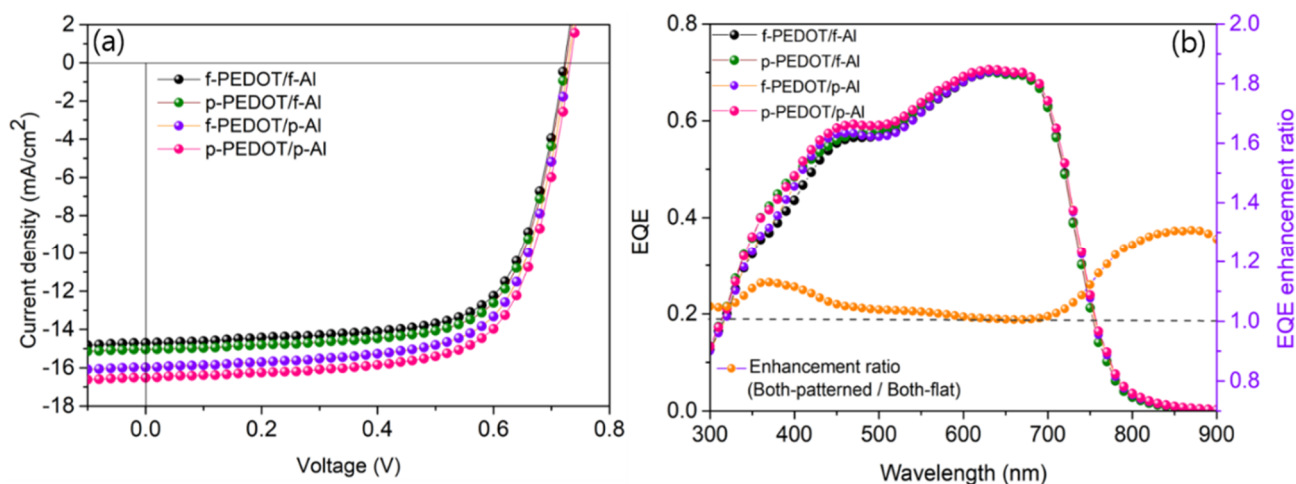 (a)
2
0
-2
-4
-6
-8
-10
-12
-14
-16
-18
Current density (mA/cm²)
f-PEDOT/f-Al
p-PEDOT/f-Al
f-PEDOT/p-Al
p-PEDOT/p-Al
0.0 0.2 0.4 0.6 0.8
Voltage (V)
(b)
0.8
0.6
0.4
0.2
0.0
EQE
f-PEDOT/f-Al
p-PEDOT/f-Al
f-PEDOT/p-Al
p-PEDOT/p-Al
Enhancement ratio
(Both-patterned / Both-flat)
2.0
1.8
1.6
1.4
1.2
1.0
0.8
EQE enhancement ratio
300 400 500 600 700 800 900
Wavelength (nm)